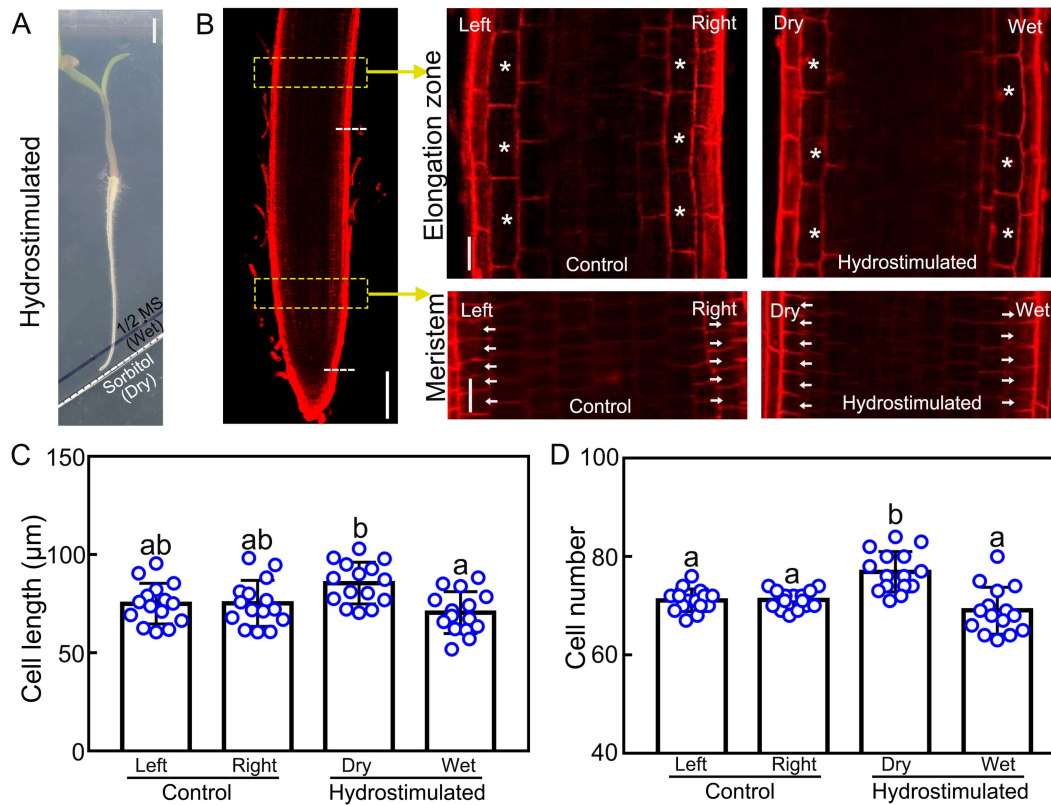 A
Hydrostimulated
1/2 MS
(Wet)
Sorbitol
(Dry)
B
Elongation zone
Left
Right
*
*
*
*
*
*
Control
Dry
Wet
*
*
*
*
*
*
Hydrostimulated
Meristem
Left
Right
Control
Dry
Wet
Hydrostimulated
C
Cell length (µm)
150
100
50
0
ab
ab
b
a
Left
Right
Dry
Wet
Control
Hydrostimulated
D
Cell number
100
80
60
40
a
a
b
a
Left
Right
Dry
Wet
Control
Hydrostimulated